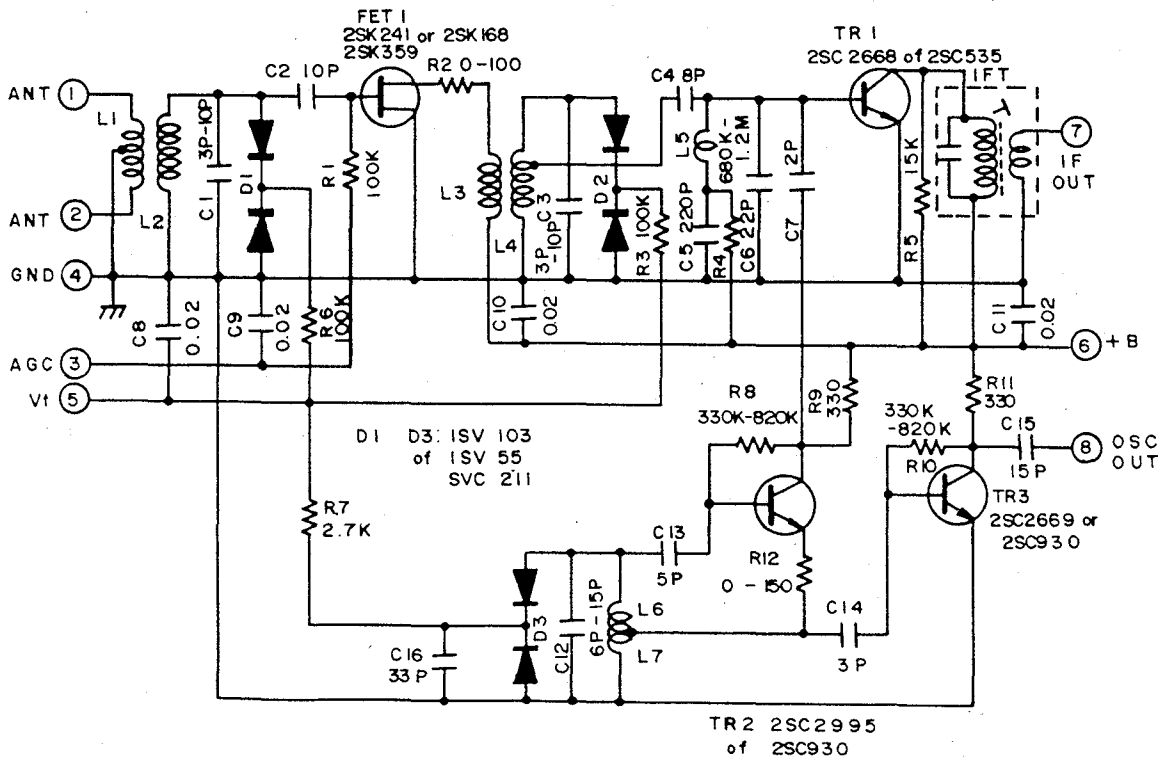 FET 1
2SK241 or 2SK168
2SK359
R2 0-100
C2 10P
ANT 1
L1
3P-10P
C1
D1
R1
100K
ANT 2
L2
GND 4
C8
0.02
C9
0.02
R6
100K
AGC 3
Vt 5
L3
L4
C3
3P
-10P
D2
R3 100K
C10
0.02
C4 8P
L5
680K-
1.2M
C5 220P
R4
C6 22P
2P
C7
TR 1
2SC2668 of 2SC535
IFT
15K
R5
7
IF
OUT
C11
0.02
6 +B
D1 D3: ISV 103
of ISV 55
SVC 211
R8
330K-820K
R9
330
330K
-820K
R10
R11
330
C15
15P
8 OSC
OUT
TR3
2SC2669 or
2SC930
R7
2.7K
C13
5P
R12
0-150
C14
3P
D3
C12
6P-15P
L6
L7
C16
33P
TR2 2SC2995
of 2SC930